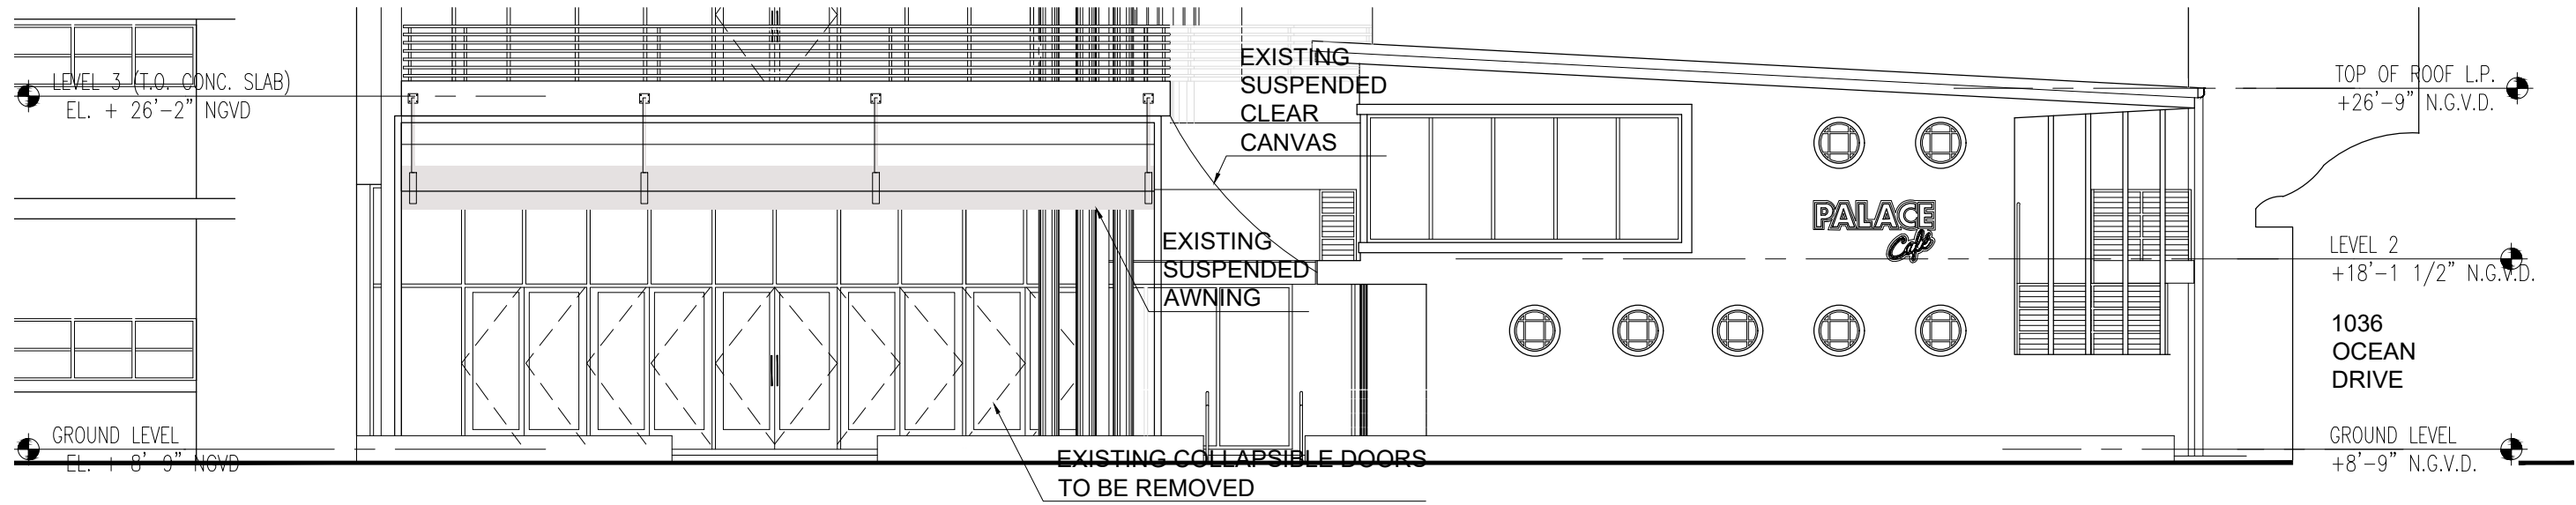 LEVEL 3 (T.O. CONC. SLAB)
EL. + 26'-2" NGVD
GROUND LEVEL
EL. + 8'-9" NGVD
EXISTING
SUSPENDED
CLEAR
CANVAS
EXISTING
SUSPENDED
AWNING
EXISTING COLLAPSIBLE DOORS
TO BE REMOVED
PALACE
Café
TOP OF ROOF L.P.
+26'-9" N.G.V.D.
LEVEL 2
+18'-1 1/2" N.G.V.D.
1036
OCEAN
DRIVE
GROUND LEVEL
+8'-9" N.G.V.D.